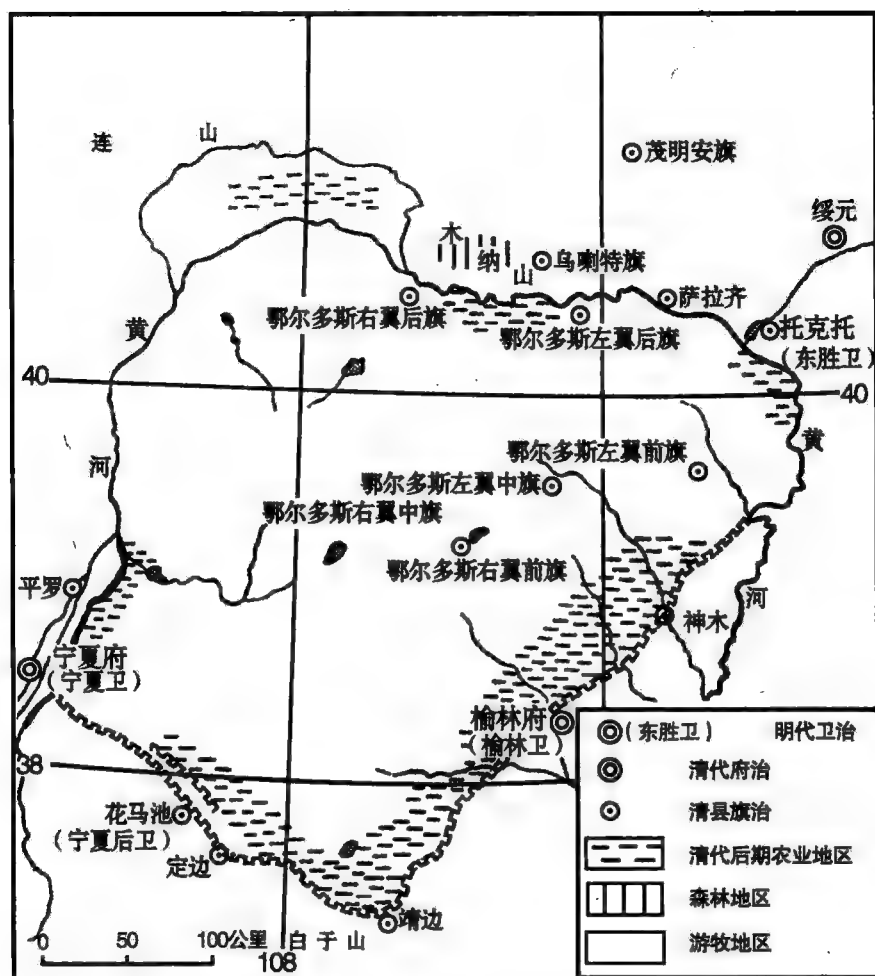 连
山
茂明安旗
绥元
木
纳
山
乌喇特旗
萨拉齐
鄂尔多斯右翼后旗
鄂尔多斯左翼后旗
托克托
(东胜卫)
黄
40
40
黄
河
鄂尔多斯左翼前旗
鄂尔多斯左翼中旗
鄂尔多斯右翼中旗
鄂尔多斯右翼前旗
平罗
河
神木
宁夏府
(宁夏卫)
榆林府
(榆林卫)
38
花马池
(宁夏后卫)
定边
靖边
0 50 100公里
白于山
108
(东胜卫) 明代卫治
清代府治
清县旗治
清代后期农业地区
森林地区
游牧地区